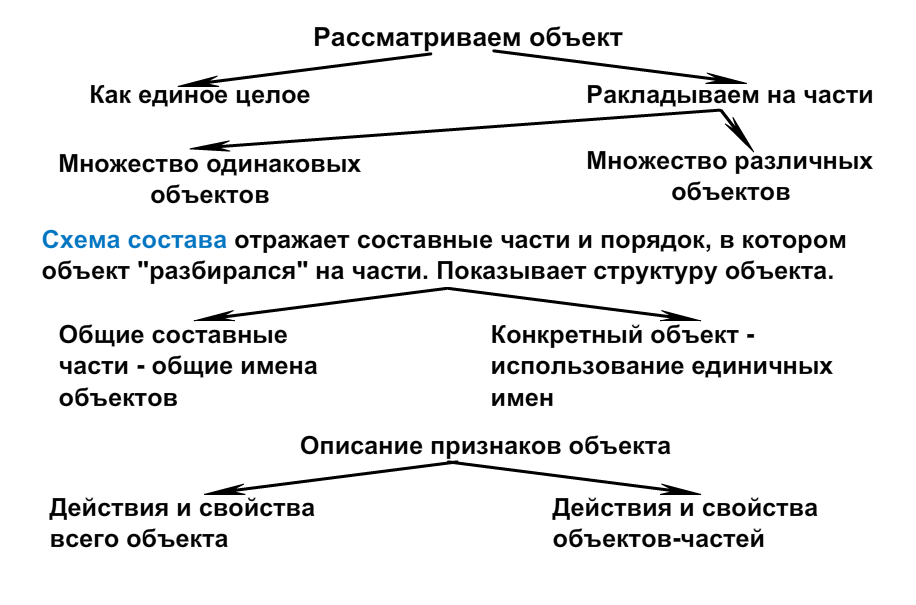 Рассматриваем объект
Как единое целое
Ракладываем на части
Множество одинаковых
объектов
Множество различных
объектов
Схема состава отражает составные части и порядок, в котором
объект "разбирался" на части. Показывает структуру объекта.
Общие составные
части - общие имена
объектов
Конкретный объект -
использование единичных
имен
Описание признаков объекта
Действия и свойства
всего объекта
Действия и свойства
объектов-частей